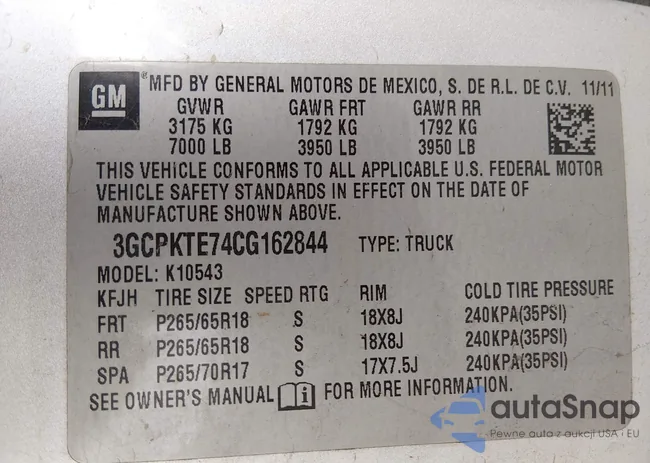 GM
® MFD BY GENERAL MOTORS DE MEXICO, S. DE R.L. DE C.V. 11/11
GVWR GAWR FRT GAWR RR
3175 KG 1792 KG 1792 KG
7000 LB 3950 LB 3950 LB
THIS VEHICLE CONFORMS TO ALL APPLICABLE U.S. FEDERAL MOTOR
VEHICLE SAFETY STANDARDS IN EFFECT ON THE DATE OF
MANUFACTURE SHOWN ABOVE.
3GCPKTE74CG162844 TYPE: TRUCK
MODEL: K10543
KFJH TIRE SIZE SPEED RTG RIM COLD TIRE PRESSURE
FRT P265/65R18 S 18X8J 240KPA(35PSI)
RR P265/65R18 S 18X8J 240KPA(35PSI)
SPA P265/70R17 S 17X7.5J 240KPA(35PSI)
SEE OWNER'S MANUAL i FOR MORE INFORMATION.
autaSnap
Pewne auta z aukcji USA i EU